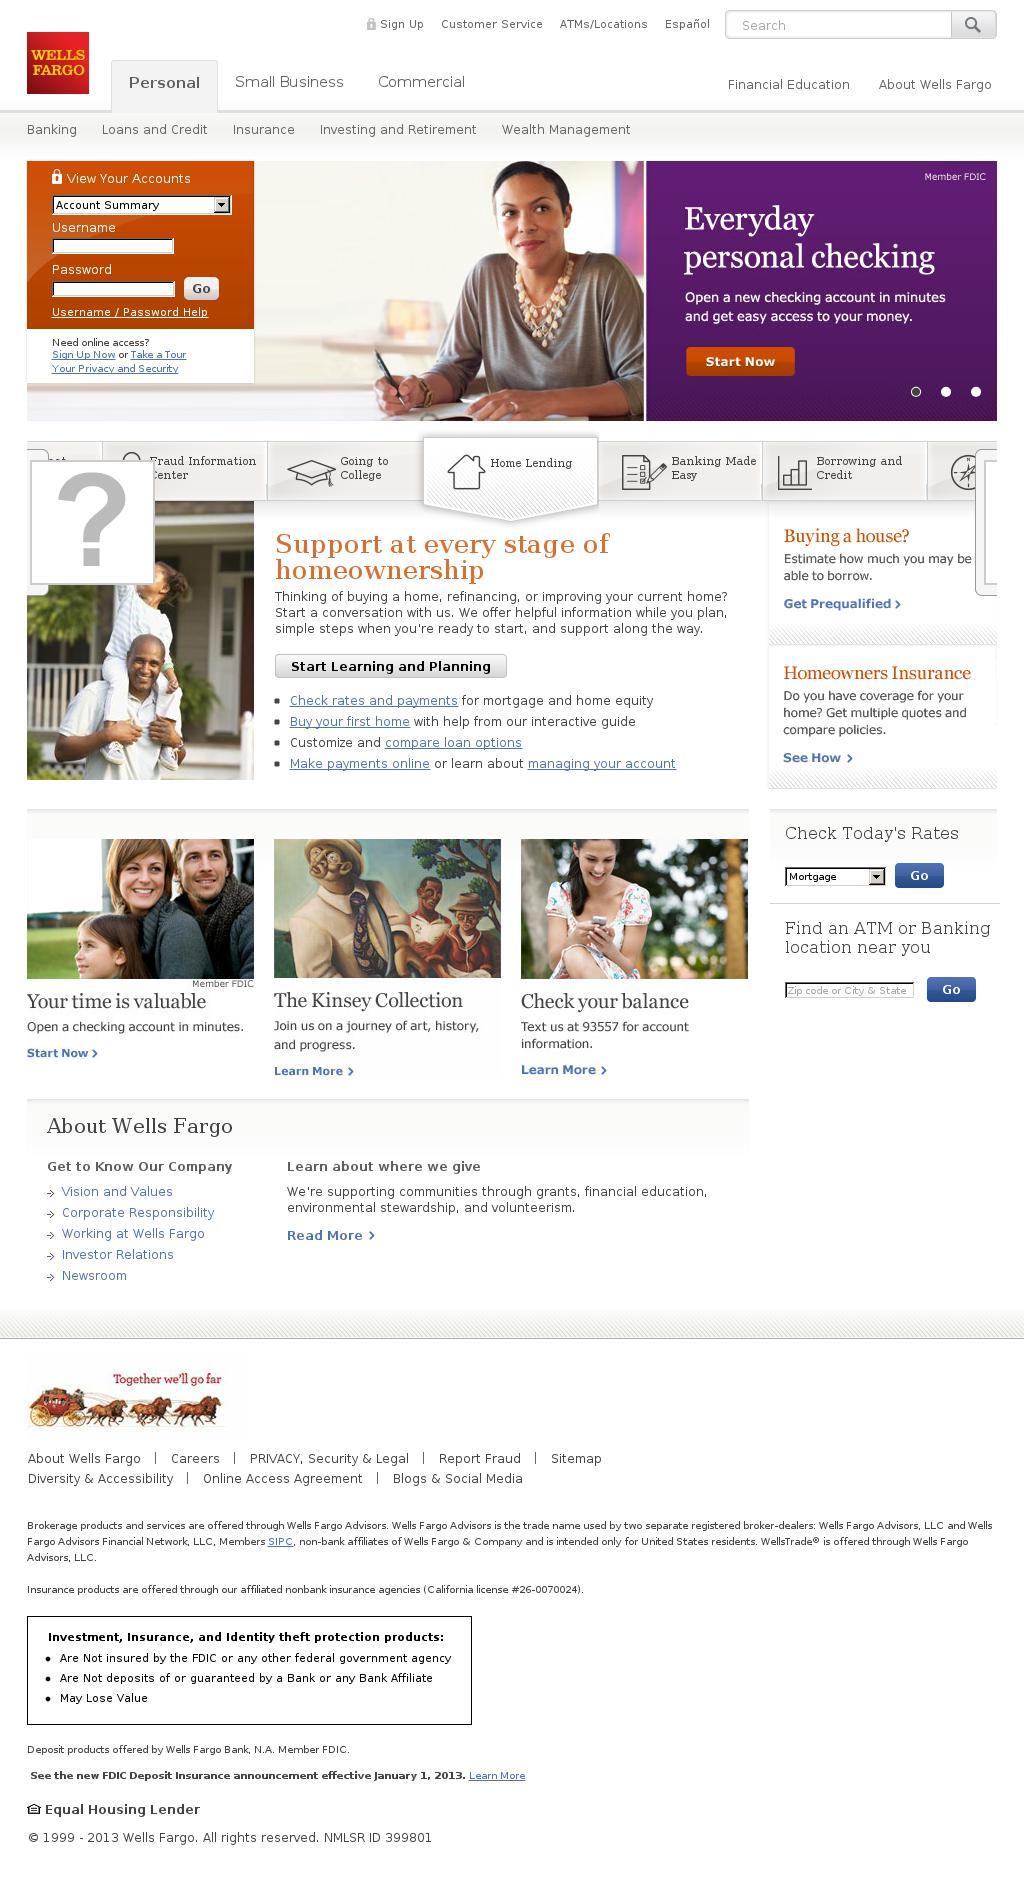 Sign Up Customer Service ATMs/Locations Español Search
WELLS
FARGO
Personal Small Business Commercial Financial Education About Wells Fargo
Banking Loans and Credit Insurance Investing and Retirement Wealth Management
View Your Accounts
Account Summary
Username
Password
Go
Username / Password Help
Need online access?
Sign Up Now or Take a Tour
Your Privacy and Security
Member FDIC
Everyday
personal checking
Open a new checking account in minutes
and get easy access to your money.
Start Now
Fraud Information
Center
Going to
College
Home Lending
Banking Made
Easy
Borrowing and
Credit
?
Support at every stage of
homeownership
Thinking of buying a home, refinancing, or improving your current home?
Start a conversation with us. We offer helpful information while you plan,
simple steps when you're ready to start, and support along the way.
Start Learning and Planning
Check rates and payments for mortgage and home equity
Buy your first home with help from our interactive guide
Customize and compare loan options
Make payments online or learn about managing your account
Buying a house?
Estimate how much you may be
able to borrow.
Get Prequalified
Homeowners Insurance
Do you have coverage for your
home? Get multiple quotes and
compare policies.
See How
Member FDIC
Your time is valuable
Open a checking account in minutes.
Start Now
The Kinsey Collection
Join us on a journey of art, history,
and progress.
Learn More
Check your balance
Text us at 93557 for account
information.
Learn More
Check Today's Rates
Mortgage Go
Find an ATM or Banking
location near you
Zip code or City & State Go
About Wells Fargo
Get to Know Our Company
Vision and Values
Corporate Responsibility
Working at Wells Fargo
Investor Relations
Newsroom
Learn about where we give
We're supporting communities through grants, financial education,
environmental stewardship, and volunteerism.
Read More
Together we'll go far
About Wells Fargo | Careers | PRIVACY, Security & Legal | Report Fraud | Sitemap
Diversity & Accessibility | Online Access Agreement | Blogs & Social Media
Brokerage products and services are offered through Wells Fargo Advisors. Wells Fargo Advisors is the trade name used by two separate registered broker-dealers: Wells Fargo Advisors, LLC and Wells
Fargo Advisors Financial Network, LLC, Members SIPC, non-bank affiliates of Wells Fargo & Company and is intended only for United States residents. WellsTrade® is offered through Wells Fargo
Advisors, LLC.
Insurance products are offered through our affiliated nonbank insurance agencies (California license #26-0070024).
Investment, Insurance, and Identity theft protection products:
Are Not insured by the FDIC or any other federal government agency
Are Not deposits of or guaranteed by a Bank or any Bank Affiliate
May Lose Value
Deposit products offered by Wells Fargo Bank, N.A. Member FDIC.
See the new FDIC Deposit Insurance announcement effective January 1, 2013. Learn More
Equal Housing Lender
© 1999 - 2013 Wells Fargo. All rights reserved. NMLSR ID 399801